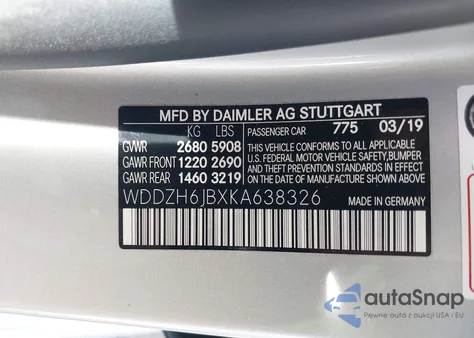 MFD BY DAIMLER AG STUTTGART
KG LBS PASSENGER CAR 775 03/19
GVWR 2680 5908
GAWR FRONT 1220 2690
GAWR REAR 1460 3219
THIS VEHICLE CONFORMS TO ALL APPLICABLE
U.S. FEDERAL MOTOR VEHICLE SAFETY, BUMPER
AND THEFT PREVENTION STANDARDS IN EFFECT
ON THE DATE OF MANUFACTURE SHOWN ABOVE.
WDDZH6JBXKA638326
MADE IN GERMANY
autoSnap
Pewne auta z aukcji USA i EU